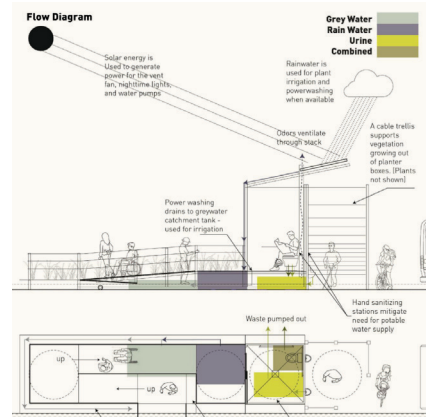 Flow Diagram
Grey Water
Rain Water
Urine
Combined
Solar energy is
Used to generate
power for the vent
fan, nighttime lights,
and water pumps
Rainwater
is used for plant
irrigation and
powerwashing
when available
Odors ventilate
through stack
A cable trellis
supports
vegetation growing
out of
planter
boxes. (Plants
not shown)
Power washing
drains to greywater
catchment tank -
used for irrigation
Hand sanitizing
stations mitigate
need for potable
water supply
Waste pumped out
up
up